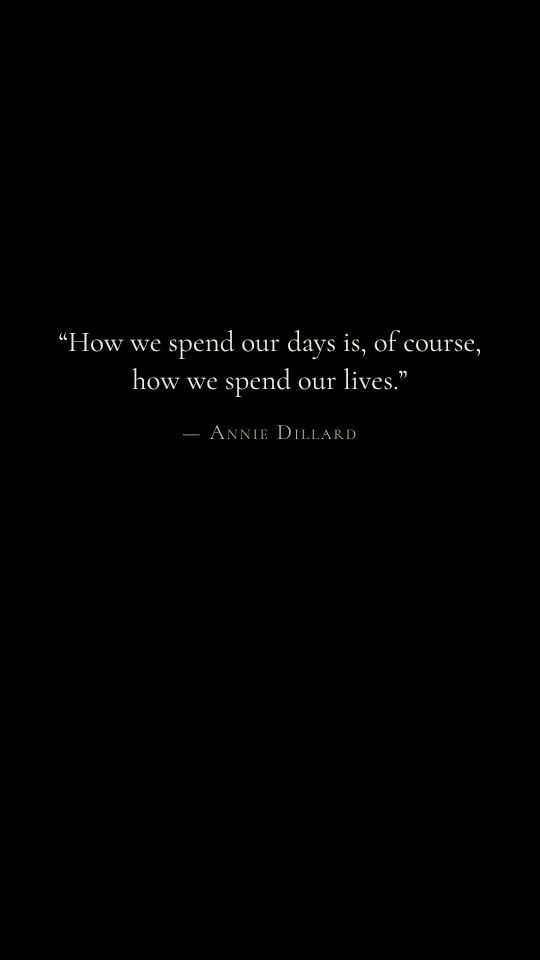 “How we spend our days is, of course,
how we spend our lives.”
— Annie Dillard